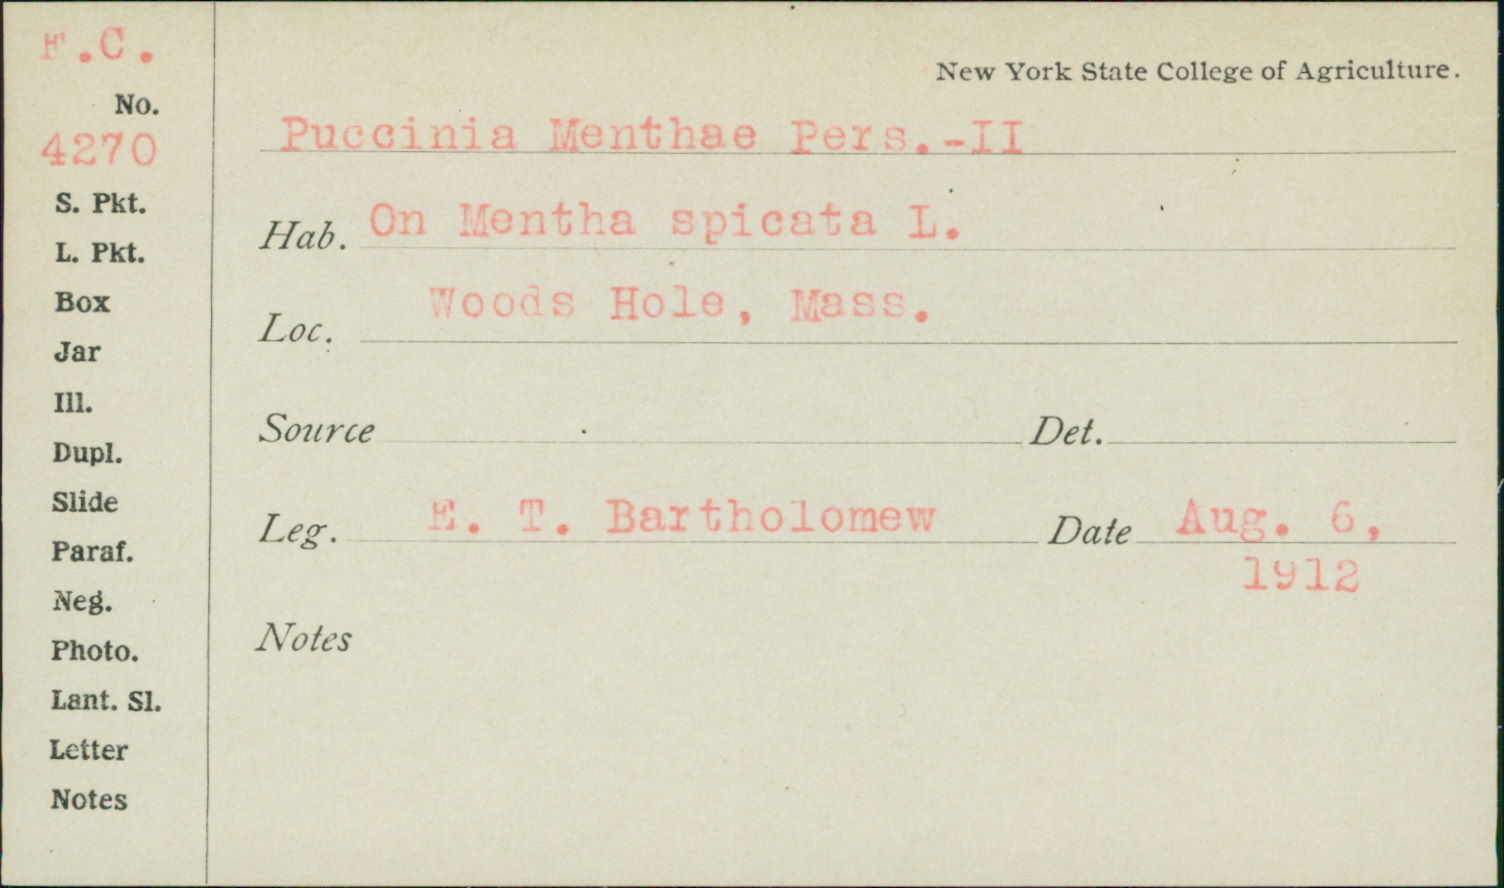 F.C.
No.
4270
S. Pkt.
L. Pkt.
Box
Jar
Ill.
Dupl.
Slide
Paraf.
Neg.
Photo.
Lant. Sl.
Letter
Notes
New York State College of Agriculture.
Puccinia Menthae Pers.-II
Hab. On Mentha spicata L.
Loc. Woods Hole, Mass.
Source Det.
Leg. E. T. Bartholomew Date Aug. 6,
1912
Notes